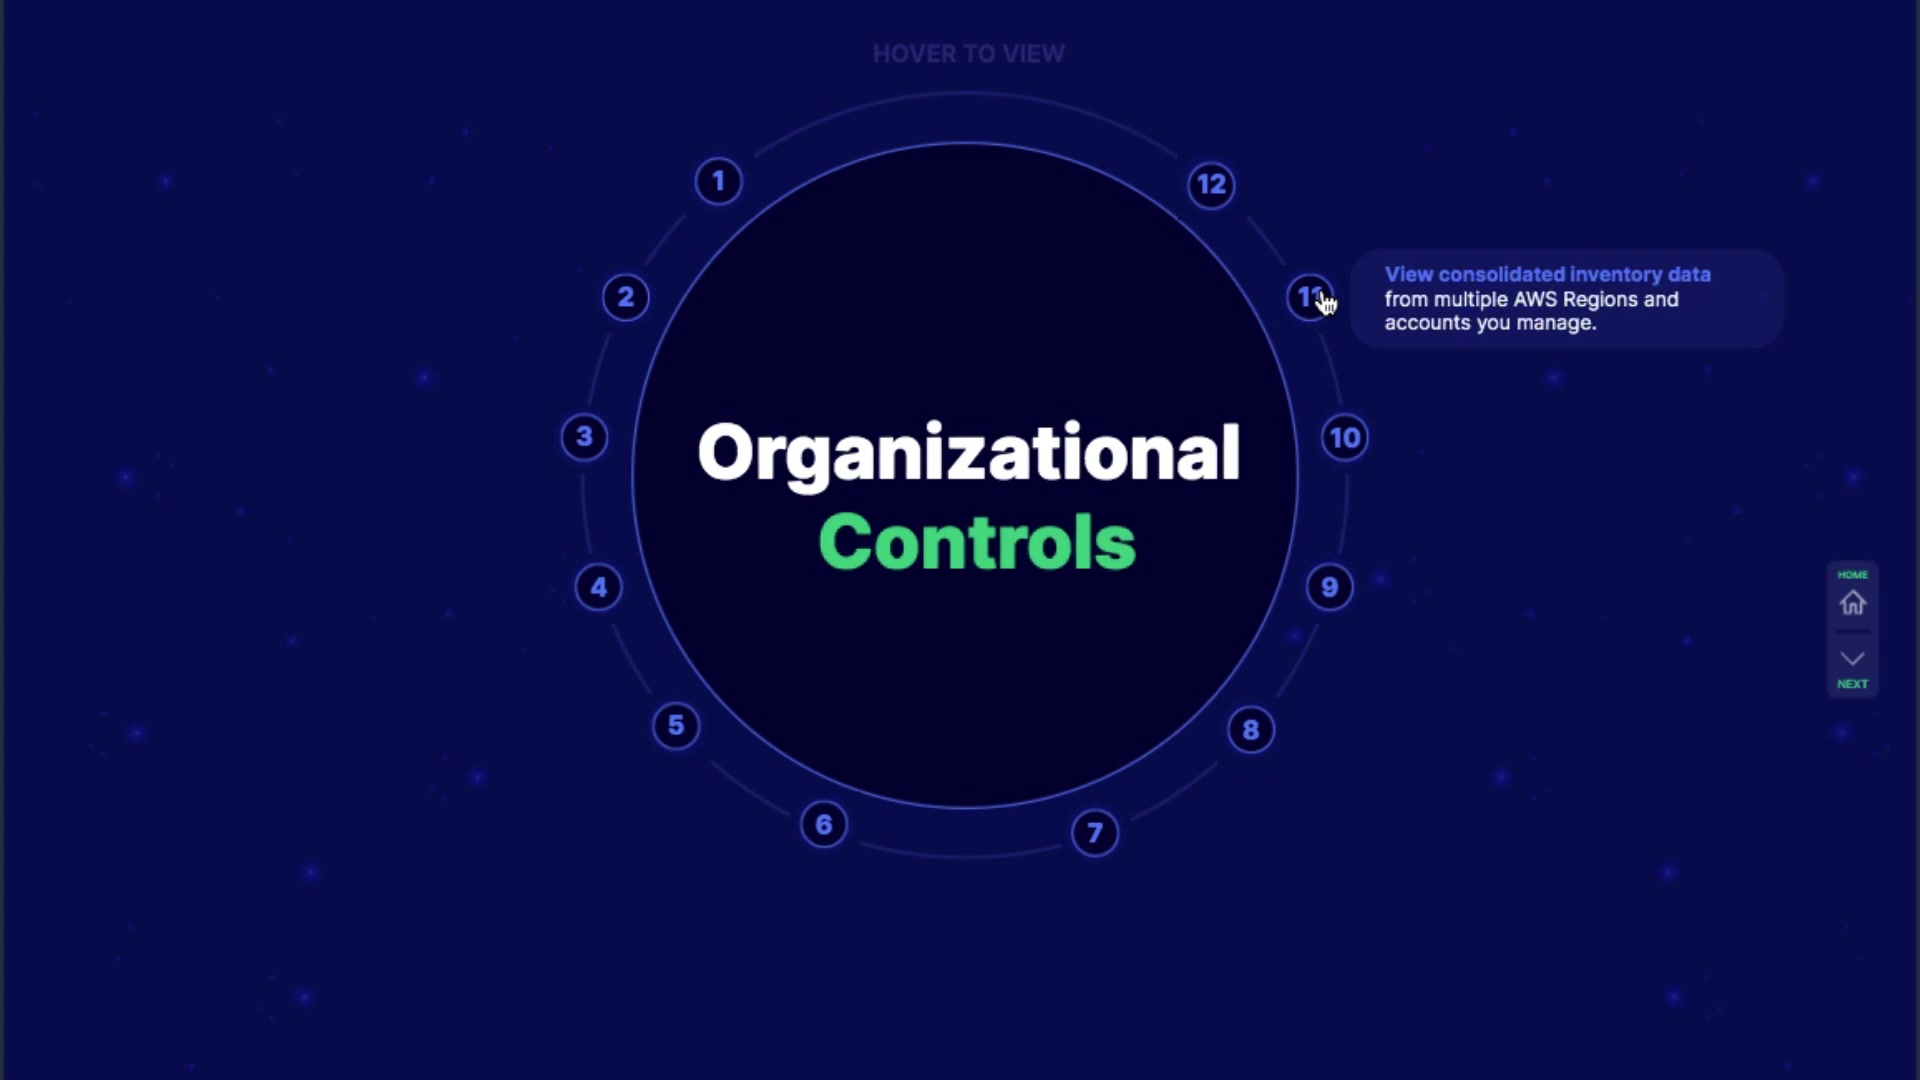 HOVER TO VIEW
1
12
2
11
View consolidated inventory data
from multiple AWS Regions and
accounts you manage.
3
10
Organizational
Controls
4
9
HOME
NEXT
5
8
6
7